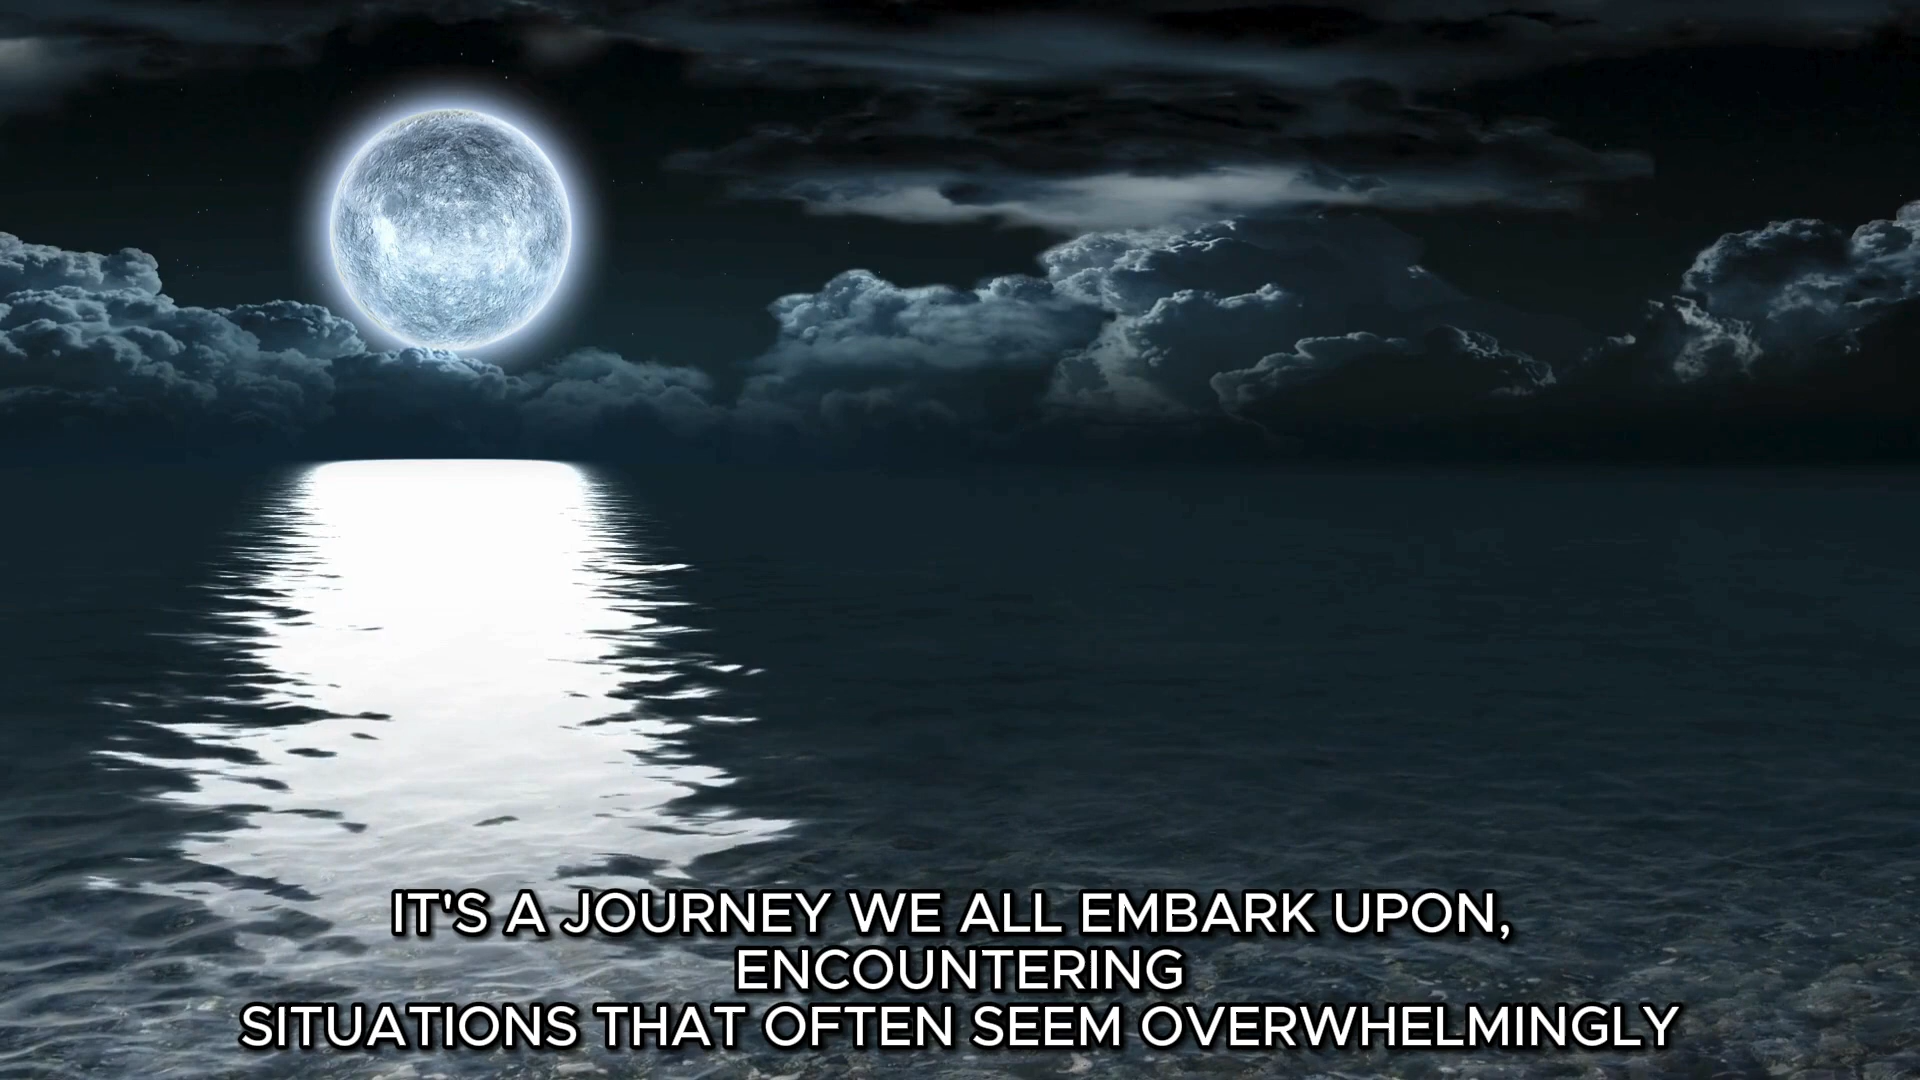 IT'S A JOURNEY WE ALL EMBARK UPON,
ENCOUNTERING
SITUATIONS THAT OFTEN SEEM OVERWHELMINGLY